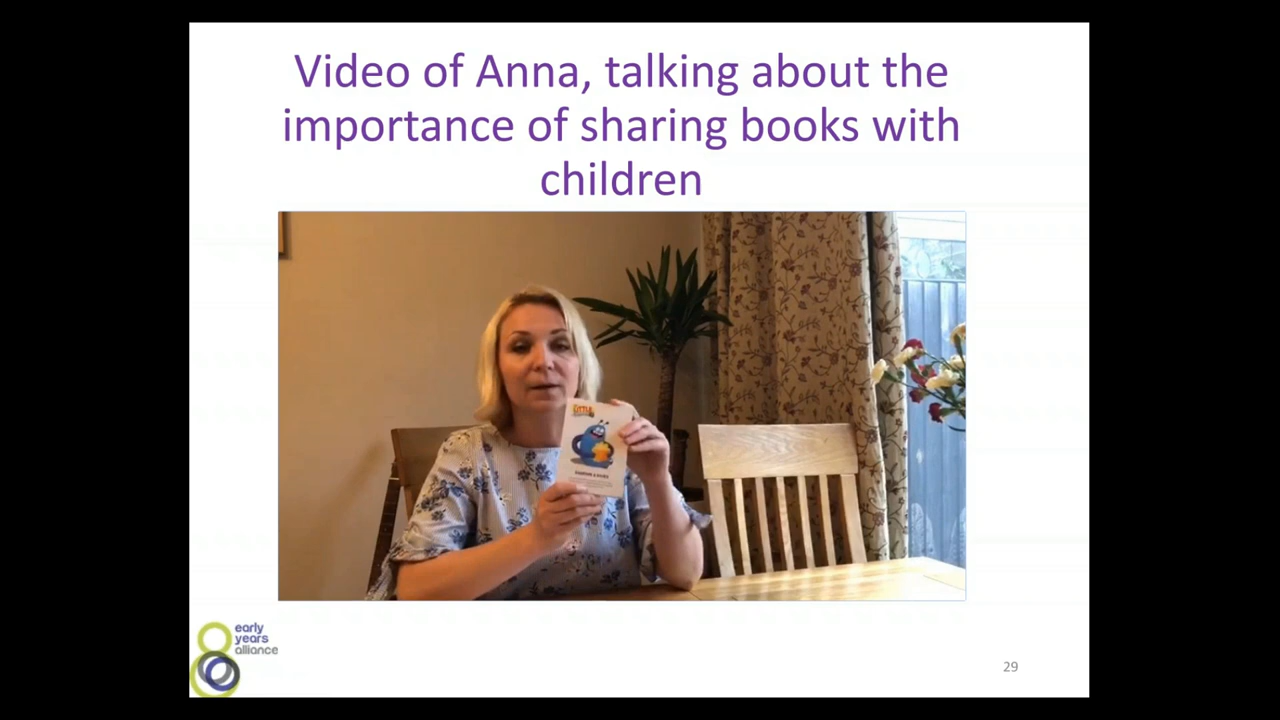 Video of Anna, talking about the
importance of sharing books with
children
early
years
alliance
29